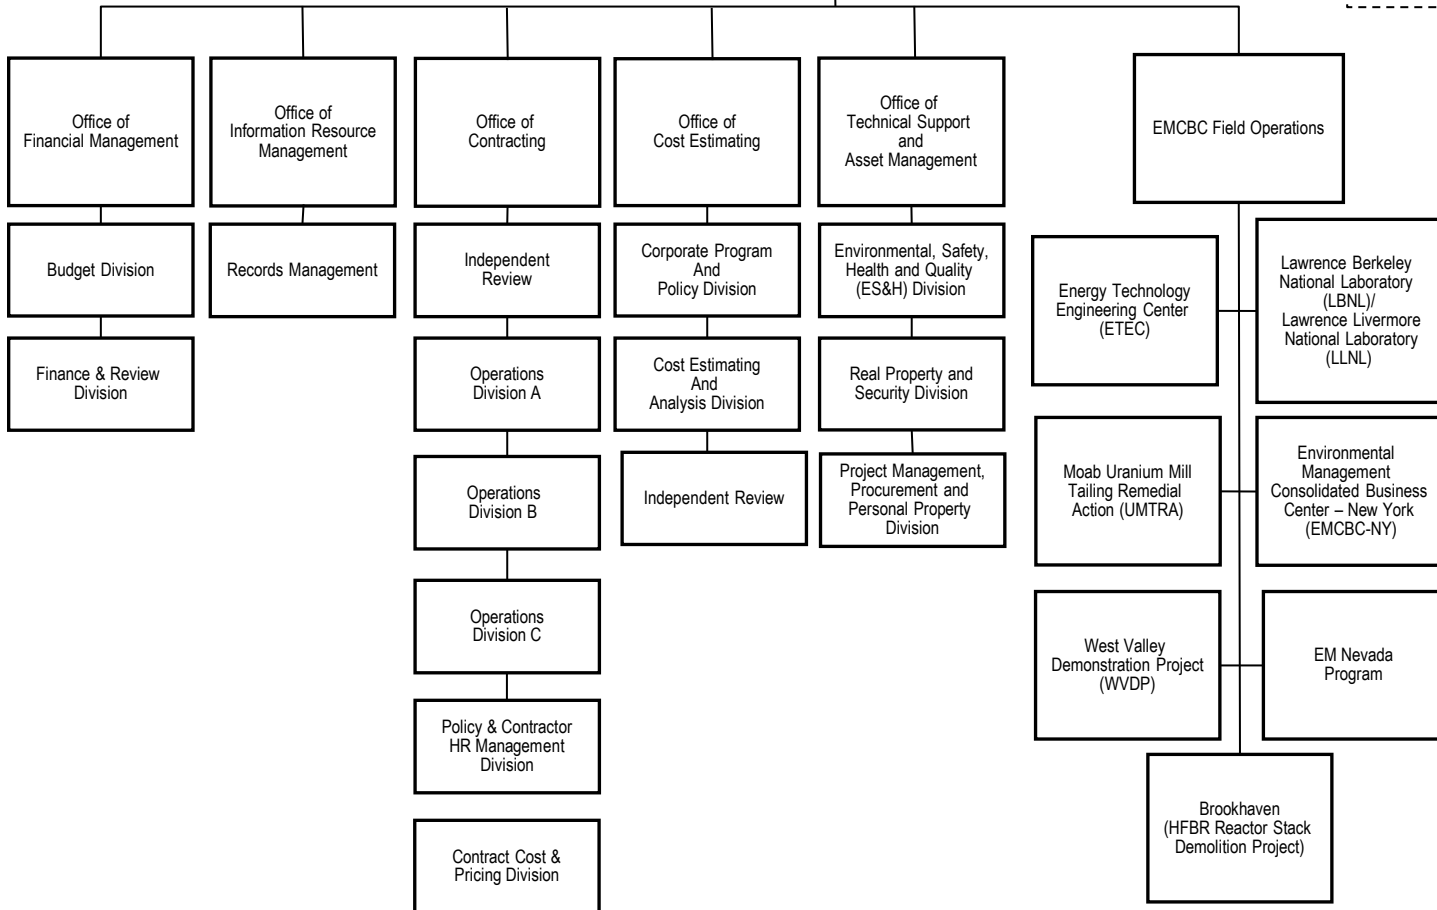 Office of
Financial Management
Office of
Information Resource
Management
Office of
Contracting
Office of
Cost Estimating
Office of
Technical Support
and
Asset Management
EMCBC Field Operations
Budget Division
Records Management
Independent
Review
Corporate Program
And
Policy Division
Environmental, Safety,
Health and Quality
(ES&H) Division
Finance & Review
Division
Operations
Division A
Cost Estimating
And
Analysis Division
Real Property and
Security Division
Operations
Division B
Independent Review
Project Management,
Procurement and
Personal Property
Division
Operations
Division C
Policy & Contractor
HR Management
Division
Contract Cost &
Pricing Division
Energy Technology
Engineering Center
(ETEC)
Lawrence Berkeley
National Laboratory
(LBNL)/
Lawrence Livermore
National Laboratory
(LLNL)
Moab Uranium Mill
Tailing Remedial
Action (UMTRA)
Environmental
Management
Consolidated Business
Center – New York
(EMCBC-NY)
West Valley
Demonstration Project
(WVDP)
EM Nevada
Program
Brookhaven
(HFBR Reactor Stack
Demolition Project)